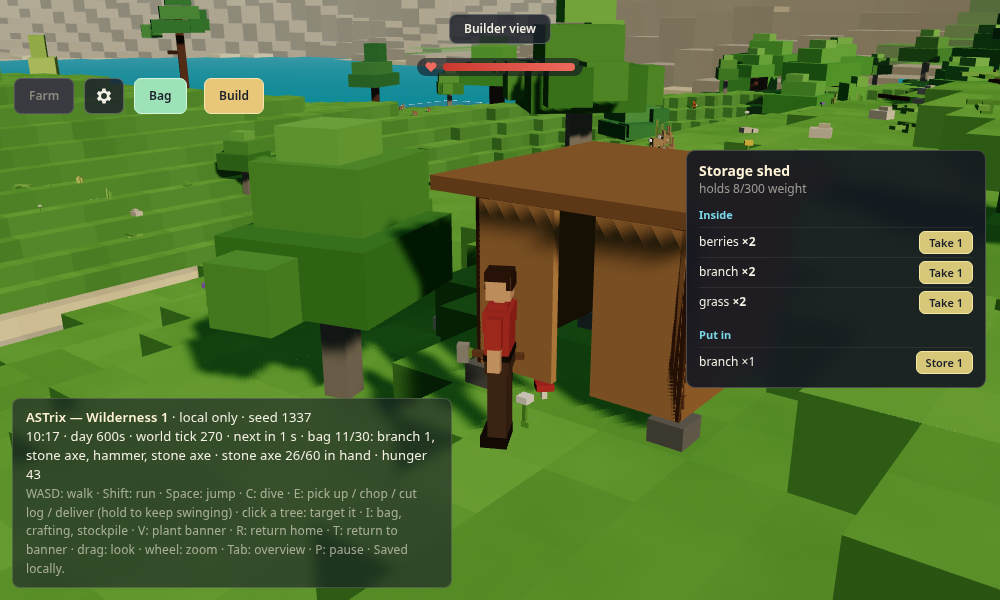 Builder view
Farm
Bag
Build
Storage shed
holds 8/300 weight
Inside
berries ×2
Take 1
branch ×2
Take 1
grass ×2
Take 1
Put in
branch ×1
Store 1
ASTrix — Wilderness 1 · local only · seed 1337
10:17 · day 600s · world tick 270 · next in 1 s · bag 11/30: branch 1,
stone axe, hammer, stone axe · stone axe 26/60 in hand · hunger
43
WASD: walk · Shift: run · Space: jump · C: dive · E: pick up / chop / cut
log / deliver (hold to keep swinging) · click a tree: target it · I: bag,
crafting, stockpile · V: plant banner · R: return home · T: return to
banner · drag: look · wheel: zoom · Tab: overview · P: pause · Saved
locally.